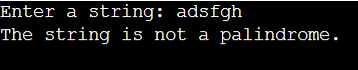 Enter a string: adsfgh
The string is not a palindrome.